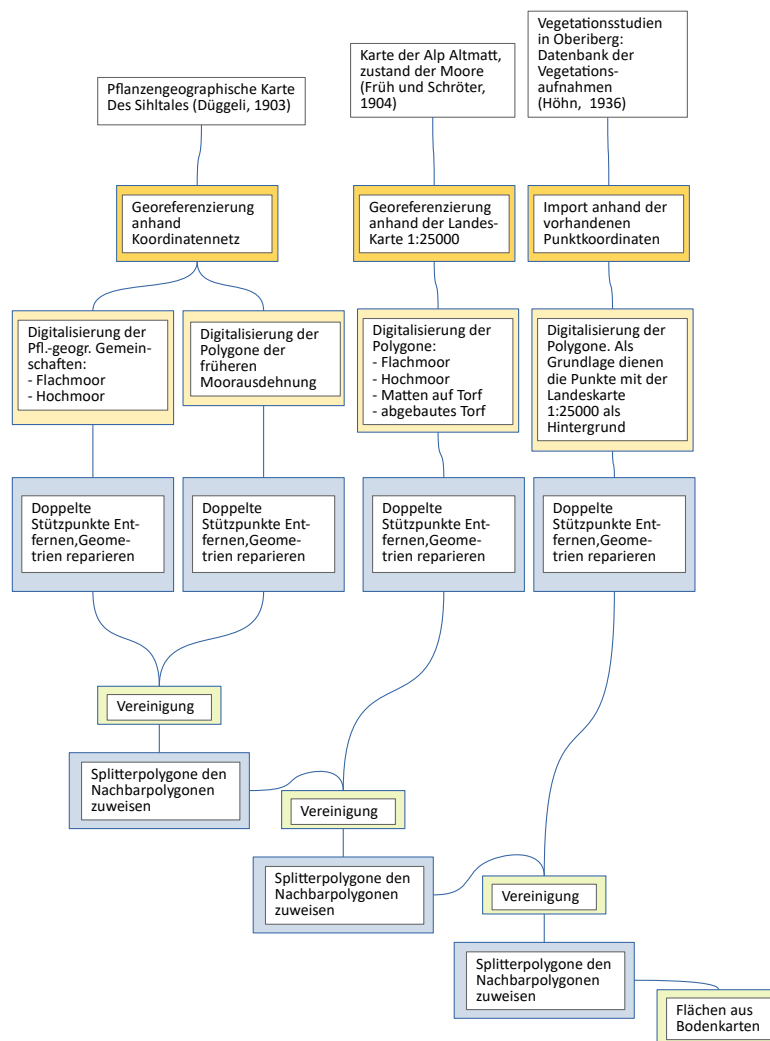 Pflanzengeographische Karte
Des Sihltales (Düggeli, 1903)
Karte der Alp Altmatt,
zustand der Moore
(Früh und Schröter,
1904)
Vegetationsstudien
in Oberiberg:
Datenbank der
Vegetations-
aufnahmen
(Höhn, 1936)
Georeferenzierung
anhand
Koordinatennetz
Georeferenzierung
anhand der Landes-
Karte 1:25000
Import anhand der
vorhandenen
Punktkoordinaten
Digitalisierung der
Pfl.-geogr. Gemein-
schaften:
- Flachmoor
- Hochmoor
Digitalisierung der
Polygone der
früheren
Moorausdehnung
Digitalisierung der
Polygone:
- Flachmoor
- Hochmoor
- Matten auf Torf
- abgebautes Torf
Digitalisierung der
Polygone. Als
Grundlage dienen
die Punkte mit der
Landeskarte
1:25000 als
Hintergrund
Doppelte
Stützpunkte Ent-
fernen,Geome-
trien reparieren
Doppelte
Stützpunkte Ent-
fernen,Geome-
trien reparieren
Doppelte
Stützpunkte Ent-
fernen,Geome-
trien reparieren
Doppelte
Stützpunkte Ent-
fernen,Geome-
trien reparieren
Vereinigung
Splitterpolygone den
Nachbarpolygonen
zuweisen
Vereinigung
Splitterpolygone den
Nachbarpolygonen
zuweisen
Vereinigung
Splitterpolygone den
Nachbarpolygonen
zuweisen
Flächen aus
Bodenkarten